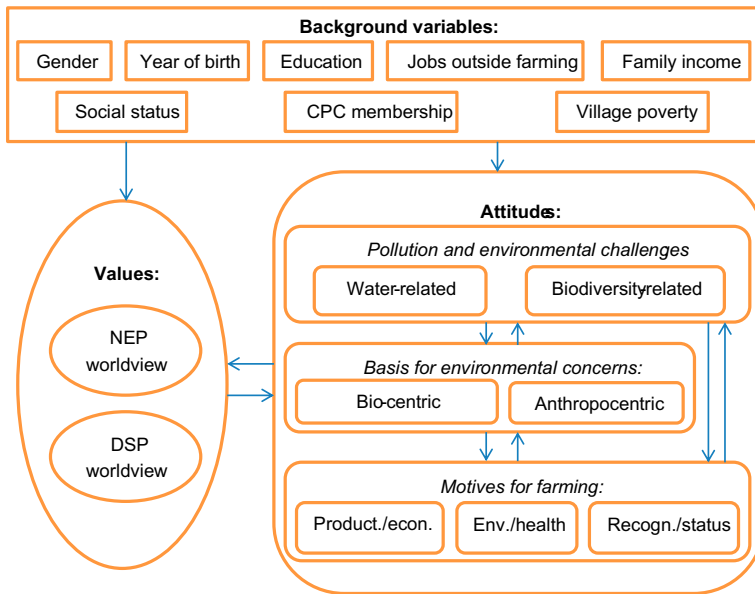 Background variables:
Gender
Year of birth
Education
Jobs outside farming
Family income
Social status
CPC membership
Village poverty
Values:
NEP
worldview
DSP
worldview
Attitudes:
Pollution and environmental challenges
Water-related
Biodiversity-related
Basis for environmental concerns:
Bio-centric
Anthropocentric
Motives for farming:
Product./econ.
Env./health
Recogn./status